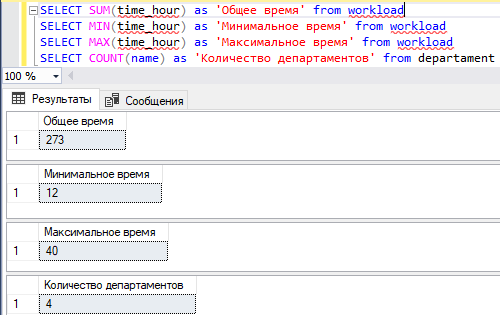 SELECT SUM(time_hour) as 'Общее время' from workload
SELECT MIN(time_hour) as 'Минимальное время' from workload
SELECT MAX(time_hour) as 'Максимальное время' from workload
SELECT COUNT(name) as 'Количество департаментов' from departament
100 %
Результаты Сообщения
Общее время
1 273
Минимальное время
1 12
Максимальное время
1 40
Количество департаментов
1 4